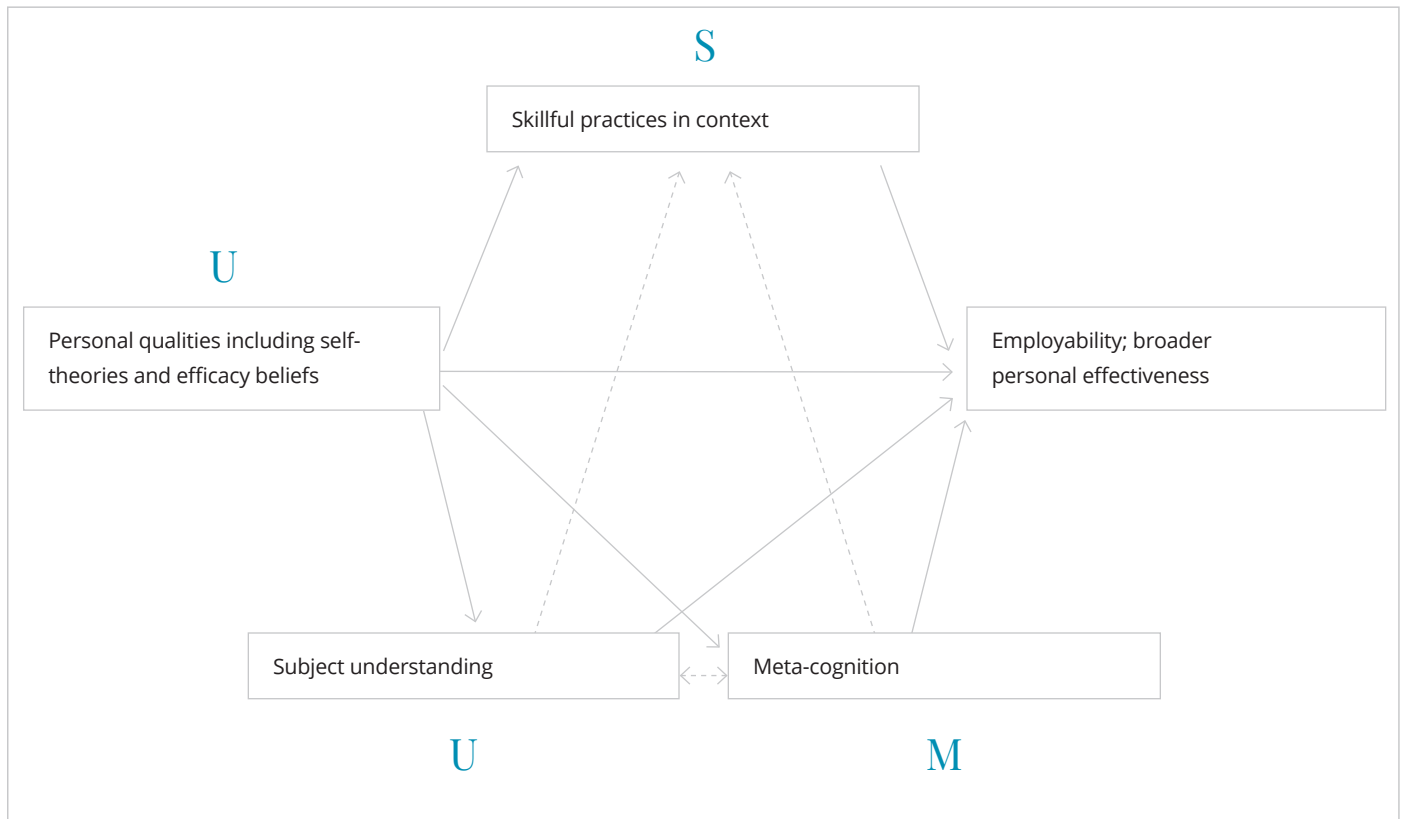 S
Skillful practices in context
U
Personal qualities including self-
theories and efficacy beliefs
Employability; broader
personal effectiveness
Subject understanding
Meta-cognition
U
M